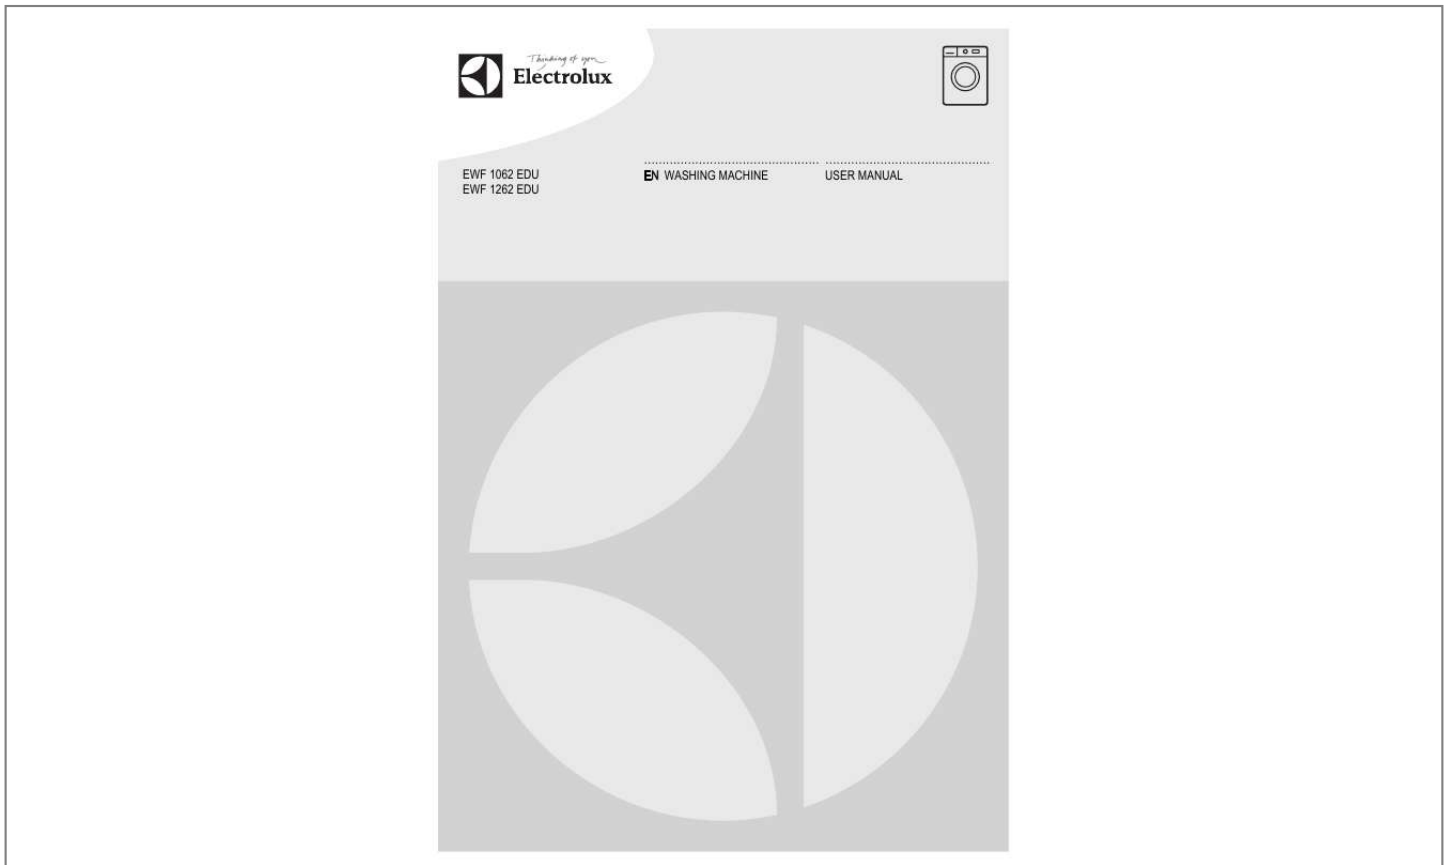 Thinking of you
Electrolux
EWF 1062 EDU
EWF 1262 EDU
EN WASHING MACHINE
USER MANUAL